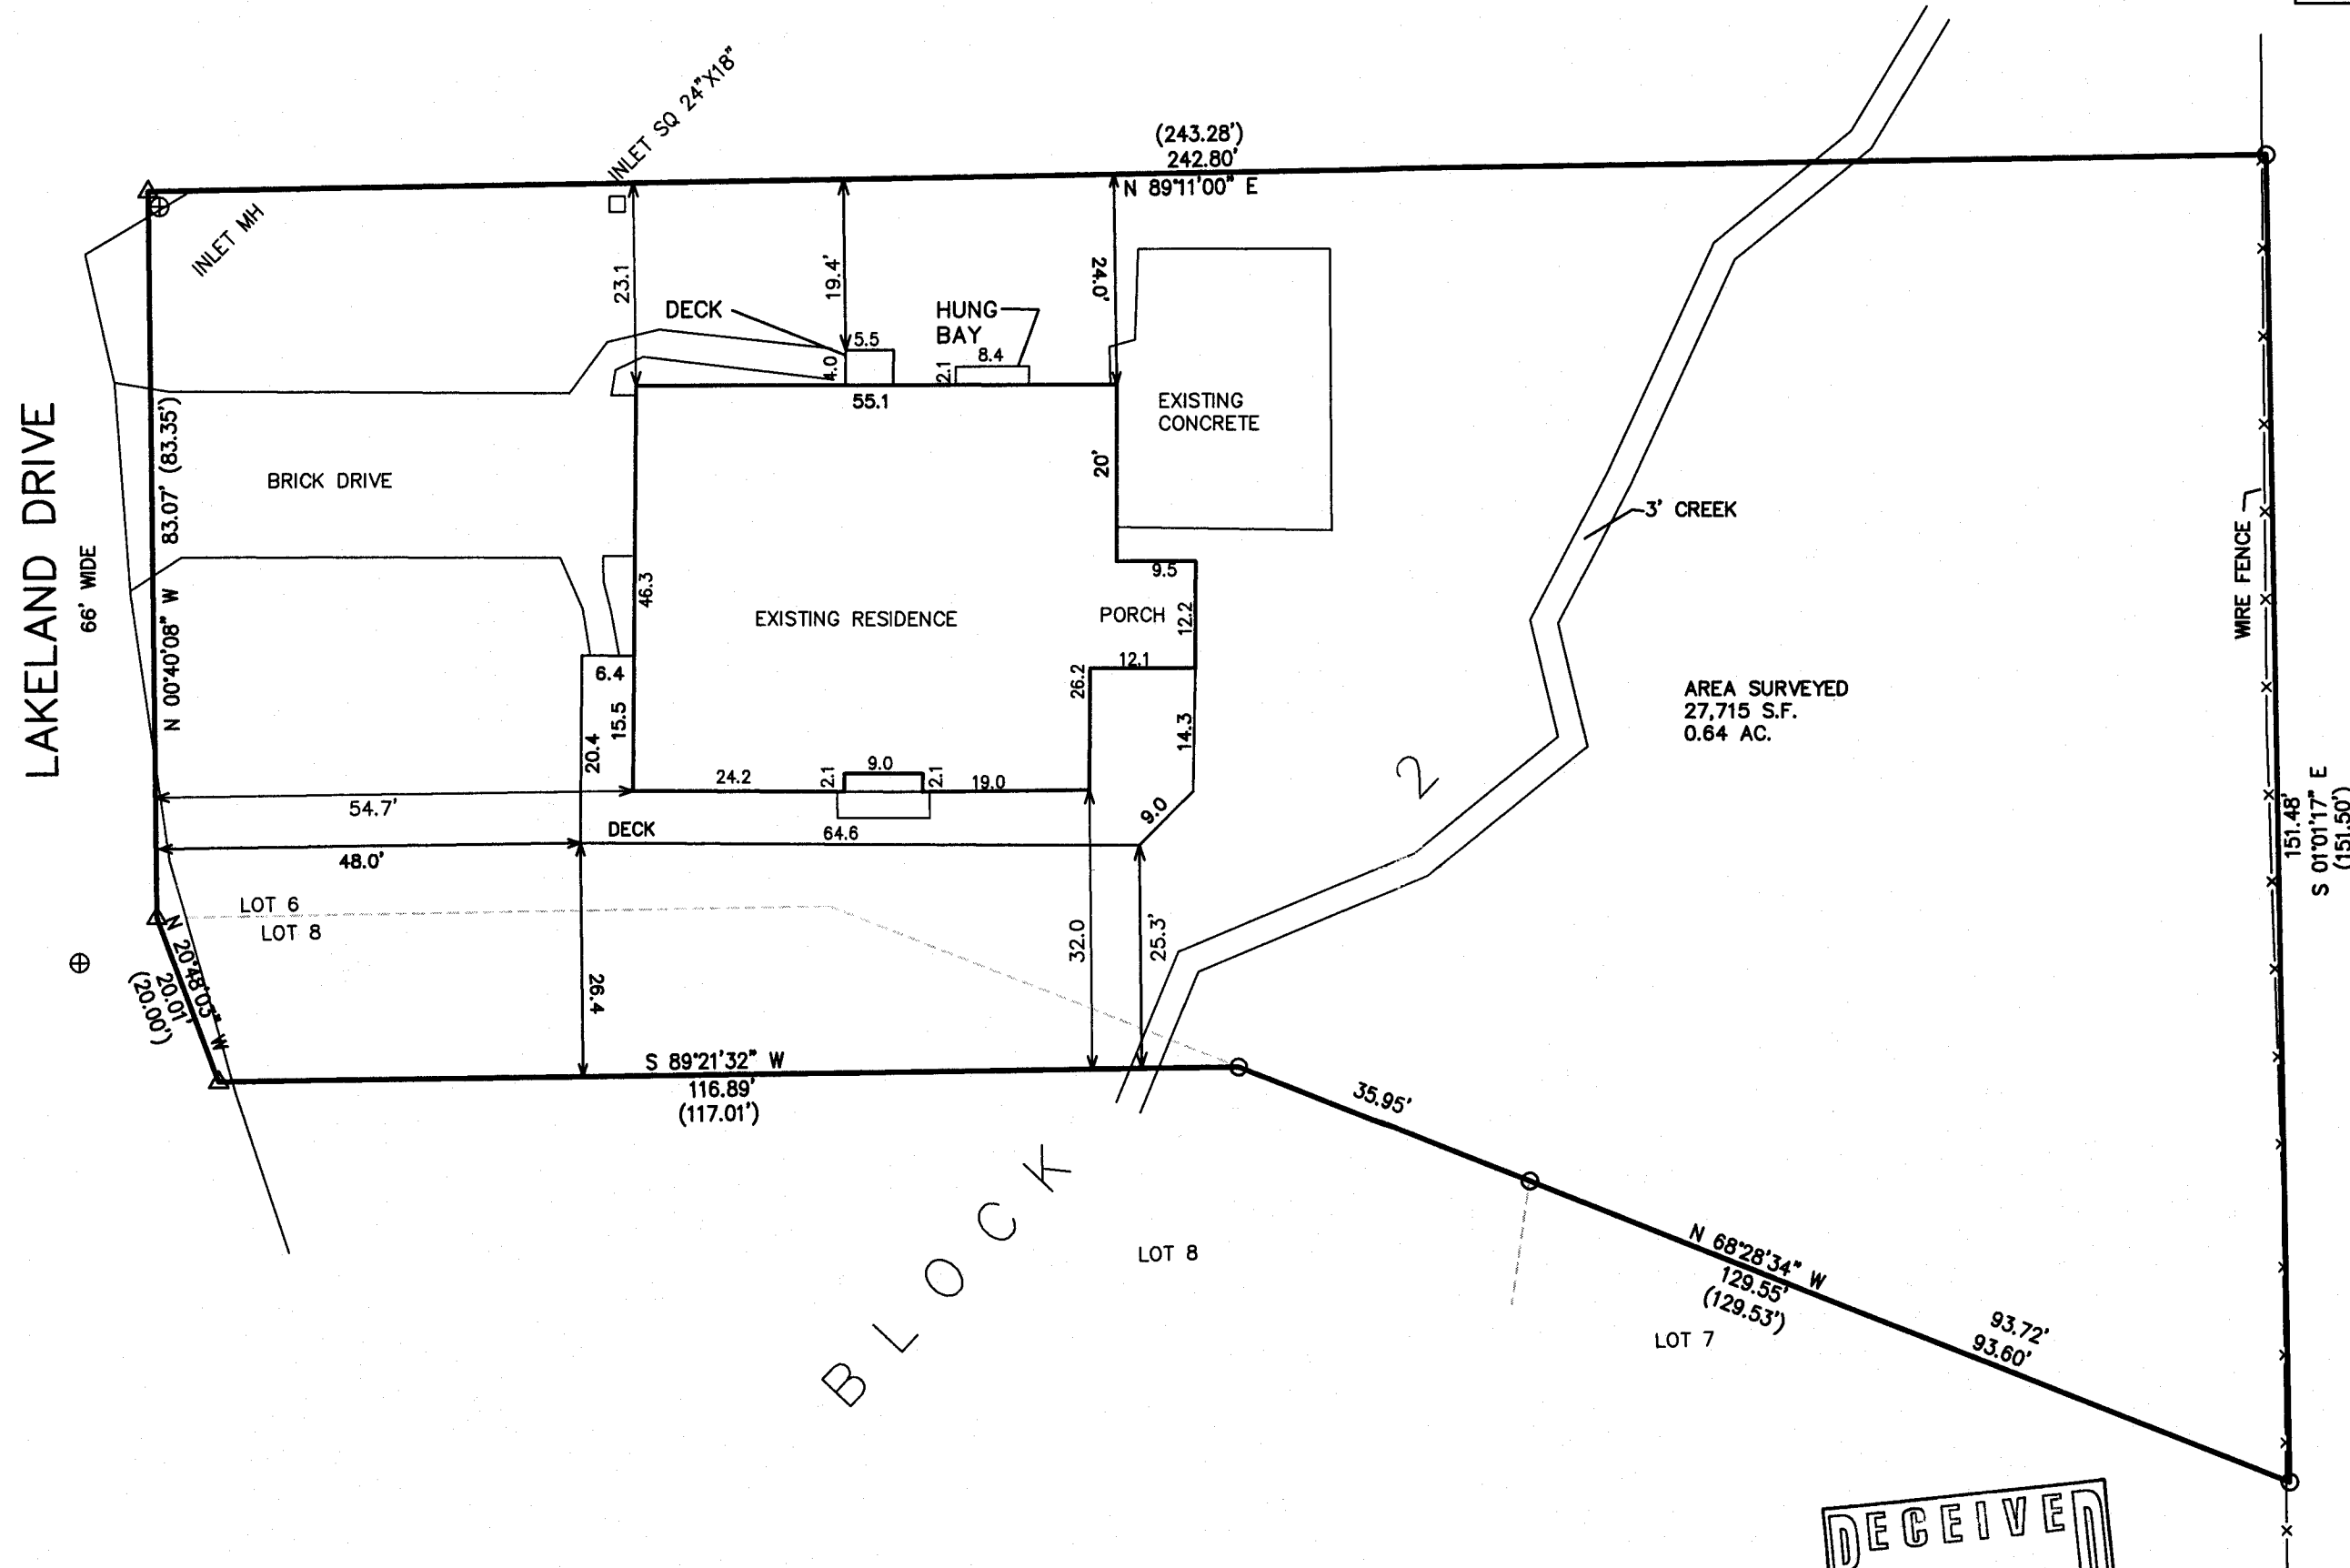 INLET SQ 24"X18"
(243.28')
242.80'
N 89°11'00" E
INLET MH
23.1
19.4'
24.0'
DECK
HUNG
BAY
5.5
4.0
2.1
8.4
55.1
EXISTING
CONCRETE
20'
LAKELAND DRIVE
66' WIDE
N 00°40'08" W 83.07' (83.35')
BRICK DRIVE
3' CREEK
WIRE FENCE
46.3
EXISTING RESIDENCE
9.5
PORCH
12.2
12.1
26.2
6.4
15.5
20.4
14.3
AREA SURVEYED
27,715 S.F.
0.64 AC.
24.2
2.1
9.0
2.1
19.0
54.7'
9.0
DECK
64.6
48.0'
151.48'
S 01°01'17" E
(151.50')
LOT 6
LOT 8
N 20°48'03" W
20.01'
(20.00')
26.4
32.0
25.3'
S 89°21'32" W
116.89'
(117.01')
35.95'
BLOCK 2
LOT 8
N 68°28'34" W
129.55'
(129.53')
LOT 7
93.72'
93.60'